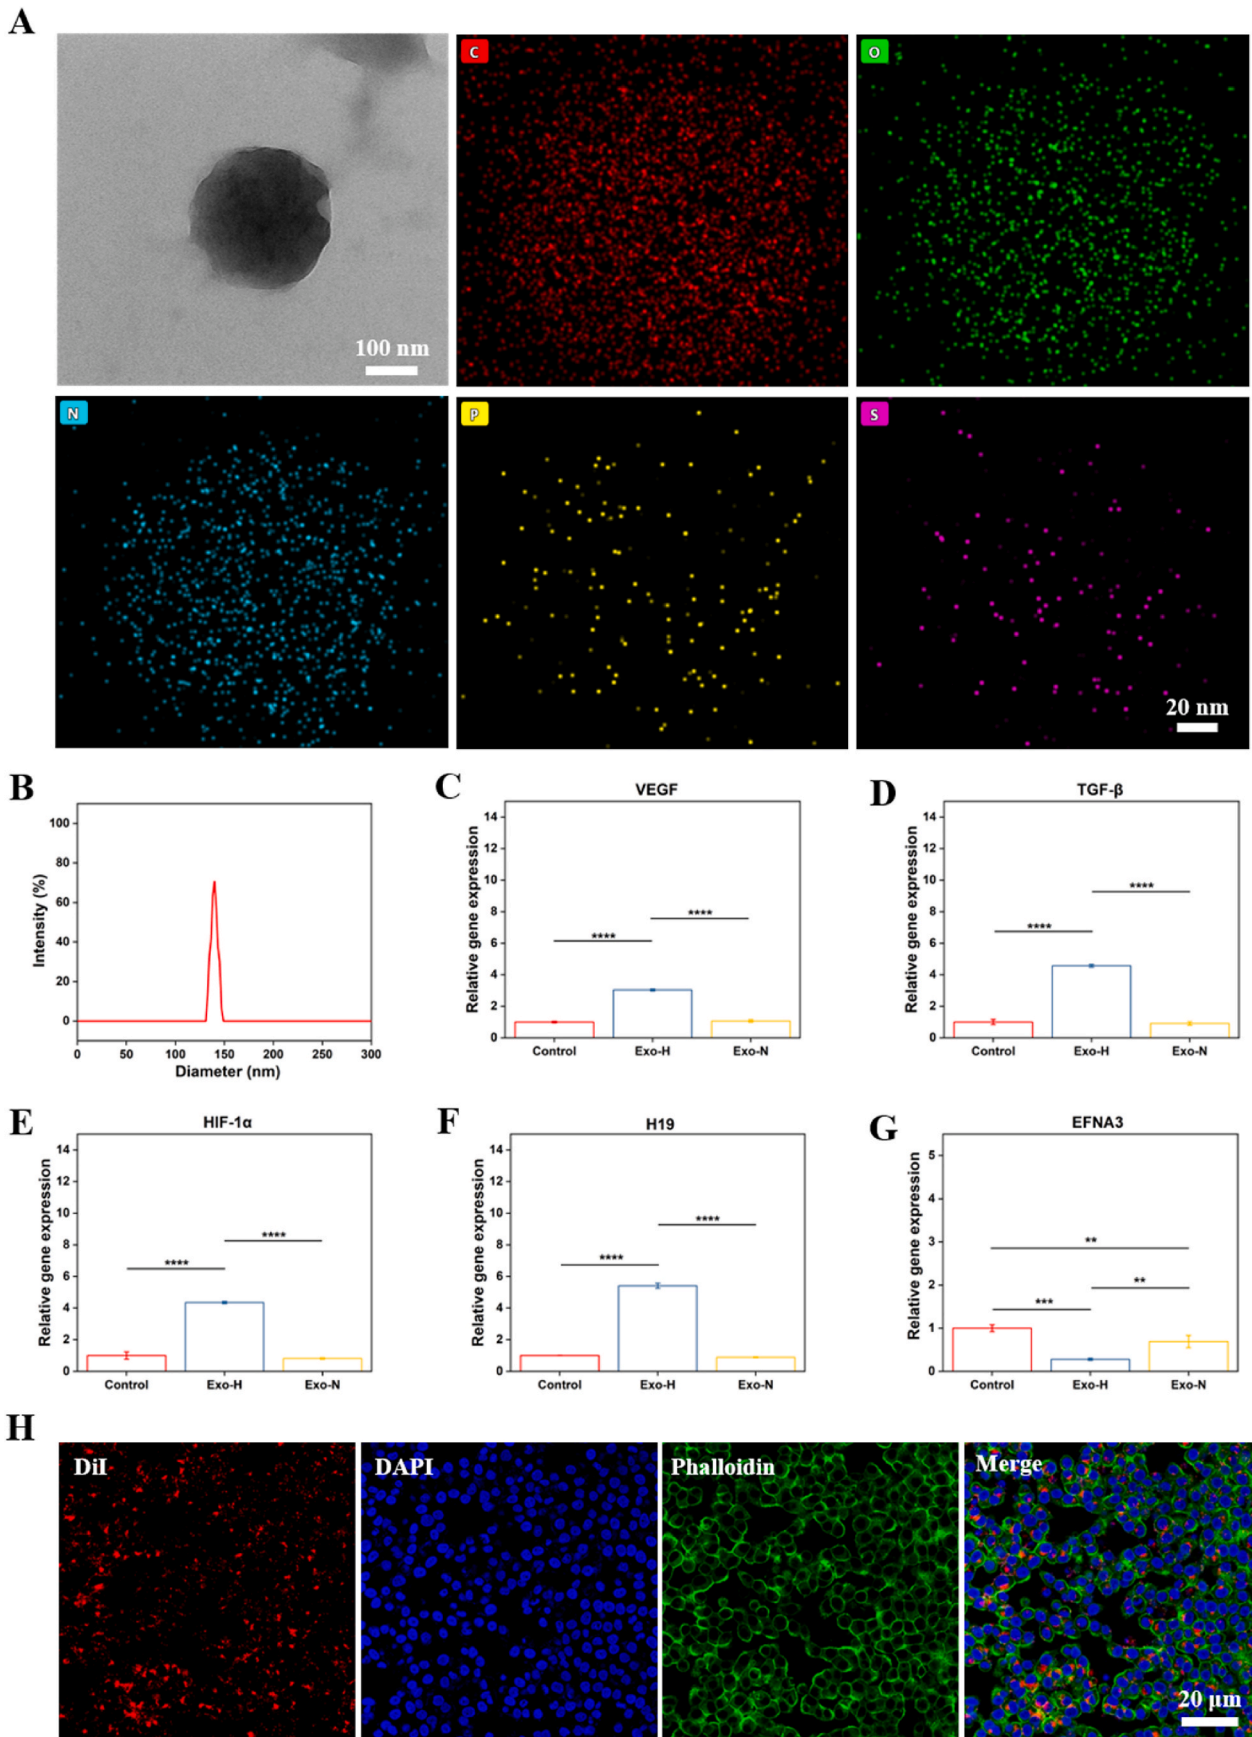 A
C
O
100 nm
N
P
S
20 nm
B
100
80
60
40
20
0
Intensity (%)
0 50 100 150 200 250 300
Diameter (nm)
C
VEGF
Relative gene expression
14
12
10
8
6
4
2
0
****
****
Control Exo-H Exo-N
D
TGF-β
Relative gene expression
14
12
10
8
6
4
2
0
****
****
Control Exo-H Exo-N
E
HIF-1α
Relative gene expression
14
12
10
8
6
4
2
0
****
****
Control Exo-H Exo-N
F
H19
Relative gene expression
14
12
10
8
6
4
2
0
****
****
Control Exo-H Exo-N
G
EFNA3
Relative gene expression
5
4
3
2
1
0
**
**
***
Control Exo-H Exo-N
H
DiI
DAPI
Phalloidin
Merge
20 μm